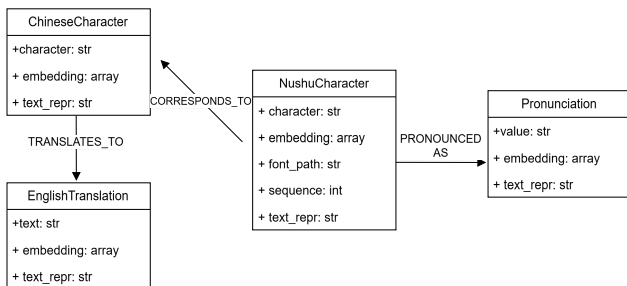 ChineseCharacter
+character: str
+ embedding: array
+ text_repr: str
TRANSLATES_TO
EnglishTranslation
+text: str
+ embedding: array
+ text_repr: str
CORRESPONDS_TO
NushuCharacter
+ character: str
+ embedding: array
+ font_path: str
+ sequence: int
+ text_repr: str
PRONOUNCED
AS
Pronunciation
+value: str
+ embedding: array
+ text_repr: str